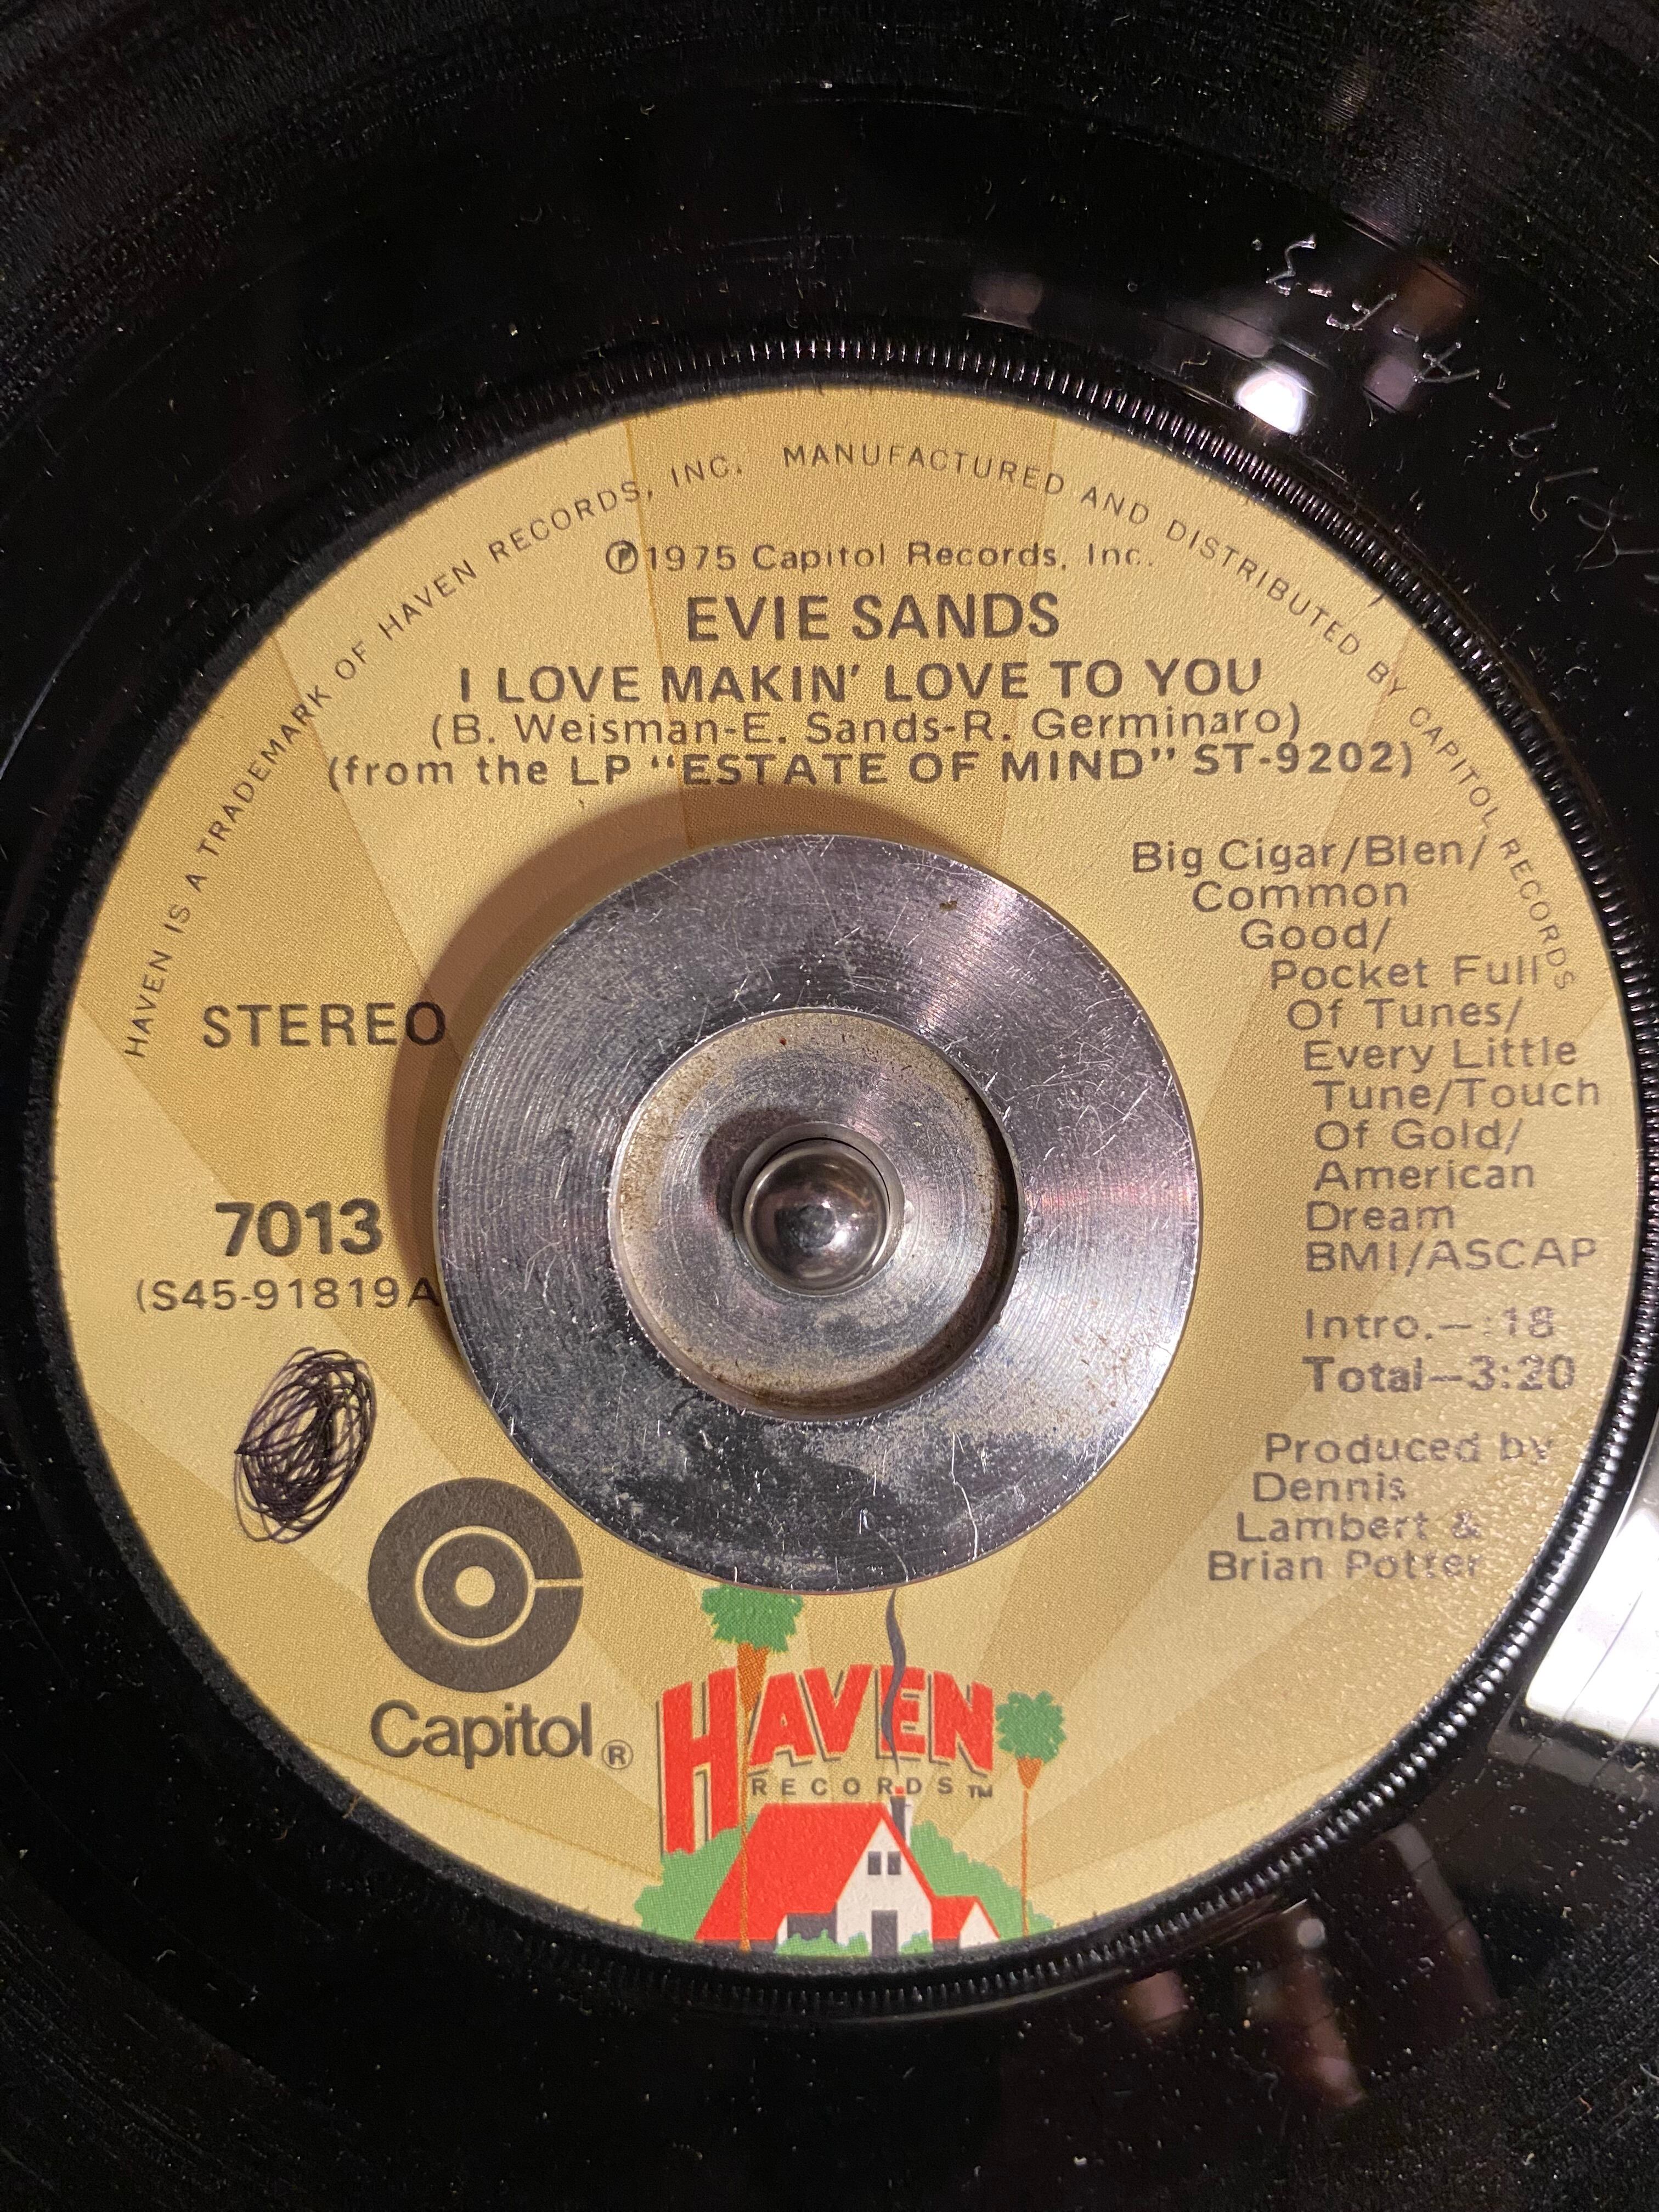 HAVEN IS A TRADEMARK OF HAVEN RECORDS, INC. MANUFACTURED AND DISTRIBUTED BY CAPITOL RECORDS
Ⓟ1975 Capitol Records, Inc.
EVIE SANDS
I LOVE MAKIN' LOVE TO YOU
(B. Weisman-E. Sands-R. Germinaro)
(from the LP "ESTATE OF MIND" ST-9202)
STEREO
7013
(S45-91819A
Big Cigar/Blen/
Common
Good/
Pocket Full
Of Tunes/
Every Little
Tune/Touch
Of Gold/
American
Dream
BMI/ASCAP
Intro.—:18
Total—3:20
Produced by
Dennis
Lambert &
Brian Potter
Capitol®
HAVEN
RECORDS™